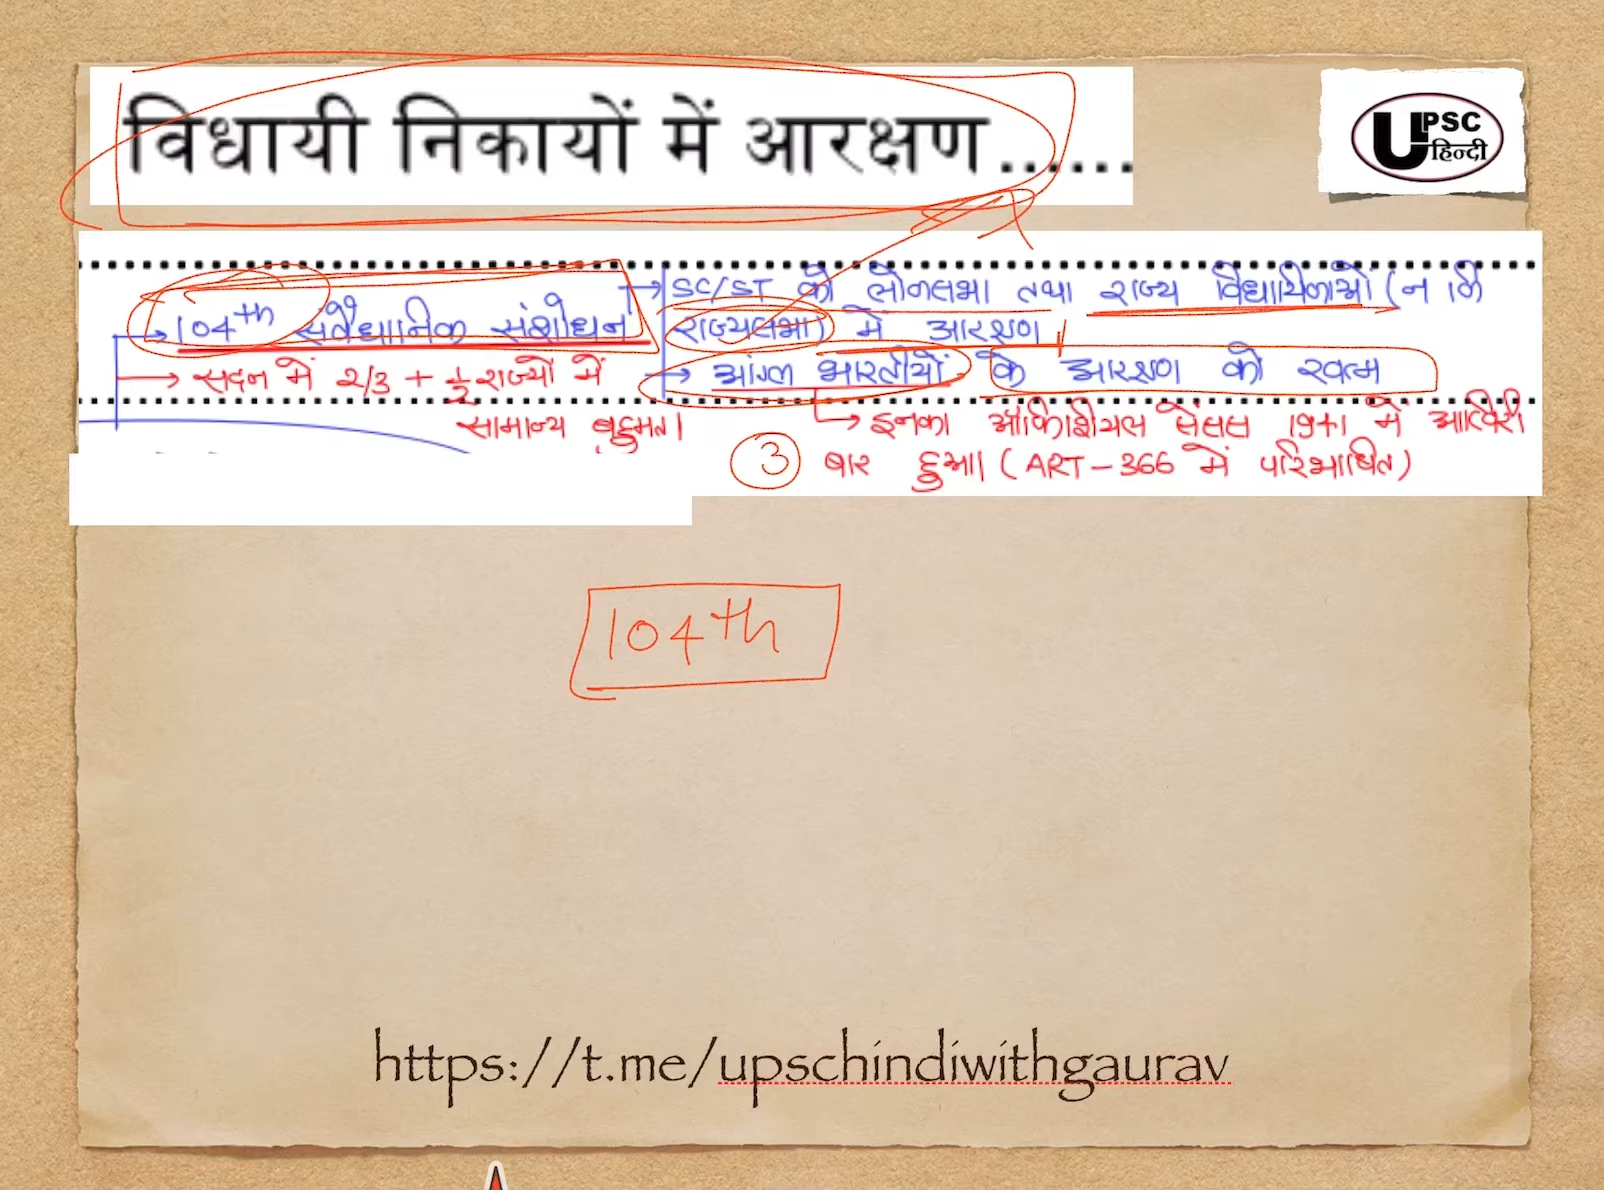 विधायी निकायों में आरक्षण......
UPSC
हिन्दी
→ 104th संवैधानिक संशोधन
→ सदन में 2/3 + 1/2 राज्यों में
सामान्य बहुमत।
→ SC/ST को लोकसभा तथा राज्य विधायिकाओं (न कि
राज्यसभा) में आरक्षण
→ आंग्ल भारतीयों के आरक्षण को खत्म
→ इनका ऑफिशियल सेंसस 1941 में आखिरी
③ बार हुआ। (ART-366 में परिभाषित)
104th
https://t.me/upschindiwithgaurav